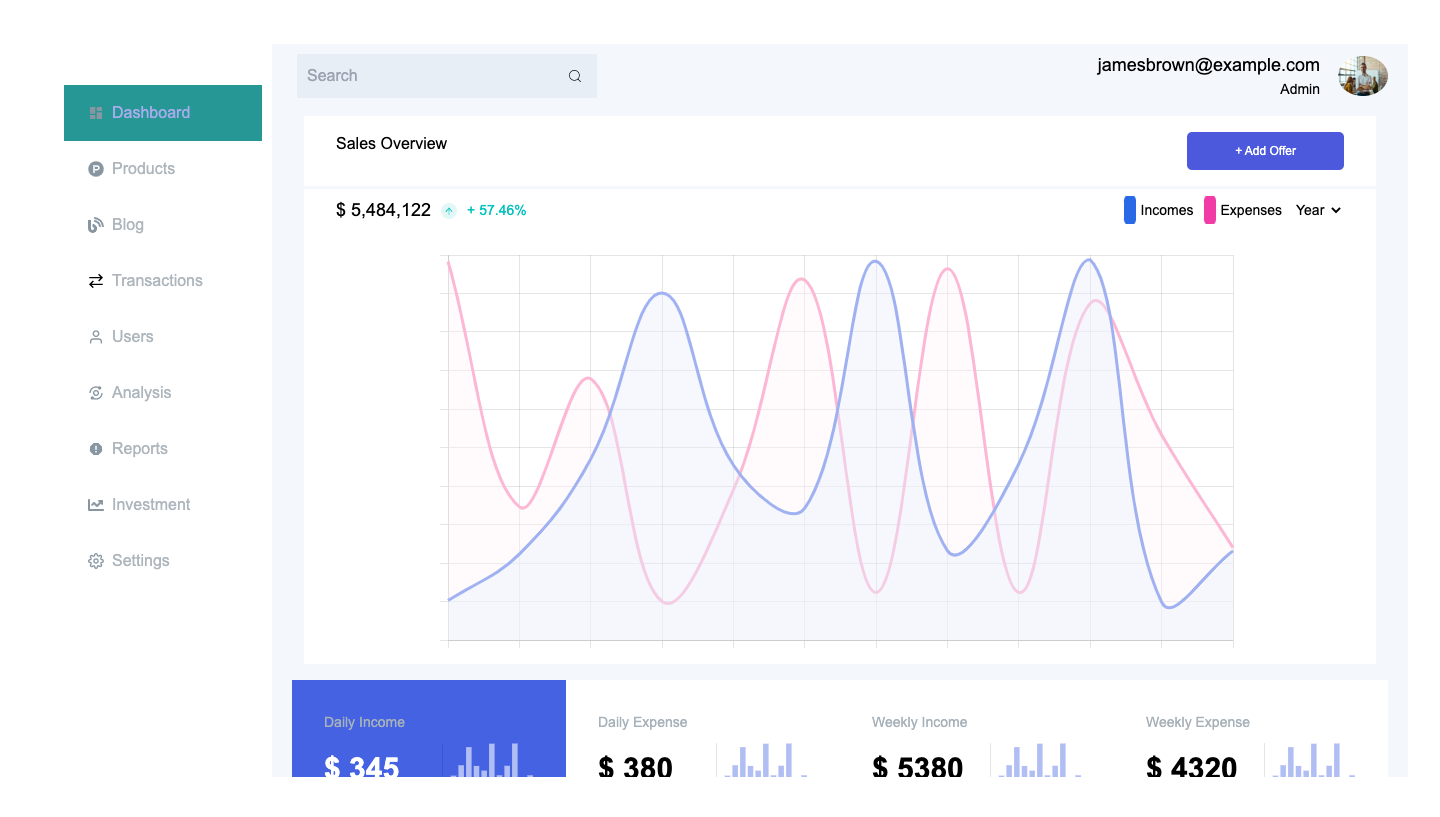 Search
jamesbrown@example.com
Admin
Dashboard
Products
Blog
Transactions
Users
Analysis
Reports
Investment
Settings
Sales Overview
+ Add Offer
$ 5,484,122 + 57.46%
Incomes Expenses Year
Daily Income
$ 345
Daily Expense
$ 380
Weekly Income
$ 5380
Weekly Expense
$ 4320